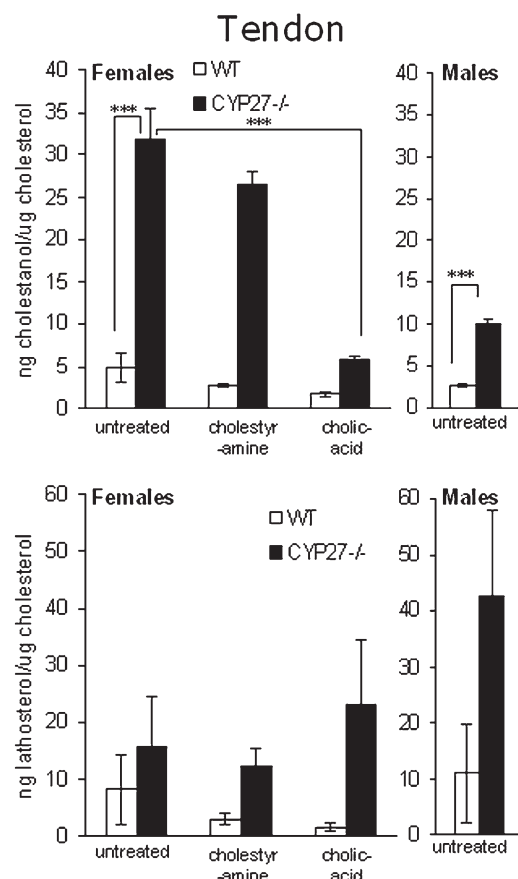 Tendon
ng cholestanol/ug cholesterol
40
35
30
25
20
15
10
5
0
Females
WT
CYP27-/-
***
***
untreated
cholestyr
-amine
cholic-
acid
40
35
30
25
20
15
10
5
0
Males
***
untreated
ng lathosterol/ug cholesterol
60
50
40
30
20
10
0
Females
WT
CYP27-/-
untreated
cholestyr
-amine
cholic-
acid
60
50
40
30
20
10
0
Males
untreated